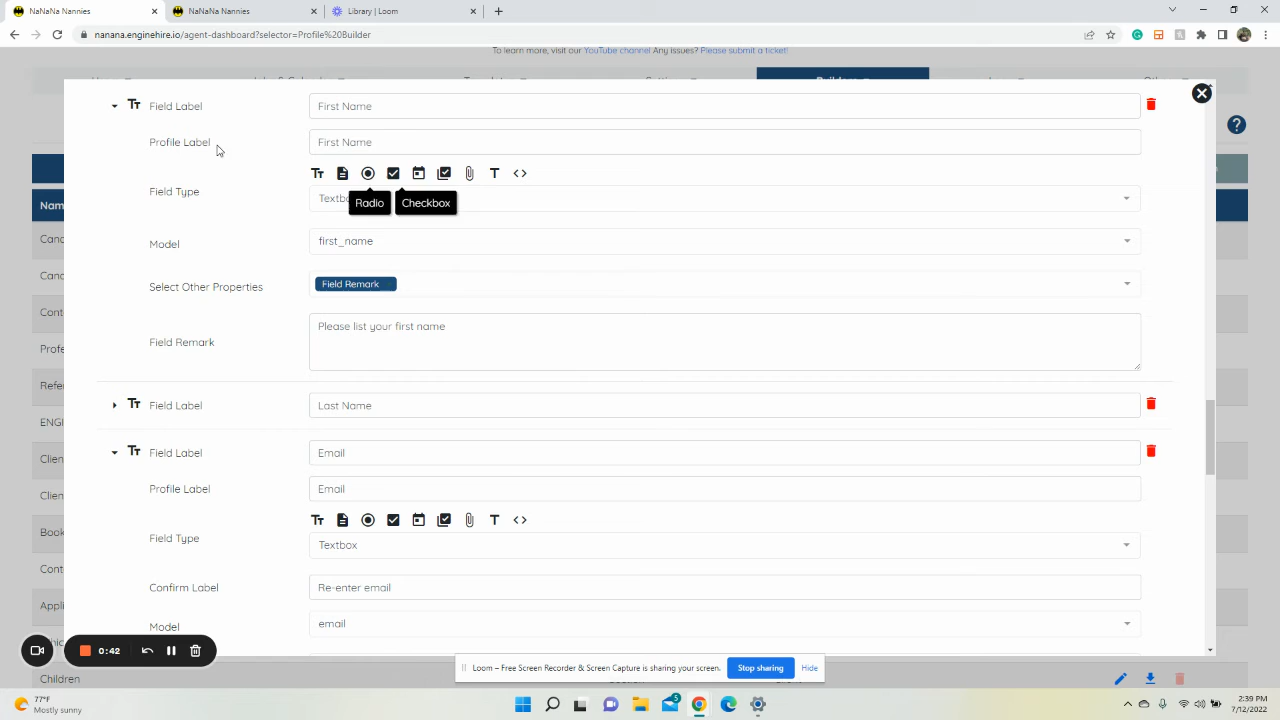 NaNaNa Nannies
NaNaNa Nannies
Library | Loom
nanana.enginehire.com/agent-dashboard?selector=Profile%20Builder
To learn more, visit our YouTube channel Any issues? Please submit a ticket!
Field Label
First Name
Profile Label
First Name
Field Type
Radio
Checkbox
Model
first_name
Select Other Properties
Field Remark
Field Remark
Please list your first name
Field Label
Last Name
Field Label
Email
Profile Label
Email
Field Type
Textbox
Confirm Label
Re-enter email
Model
email
0:42
Loom – Free Screen Recorder & Screen Capture is sharing your screen.
Stop sharing
Hide
Children
77°F
Mostly sunny
5
2:39 PM
7/12/2022